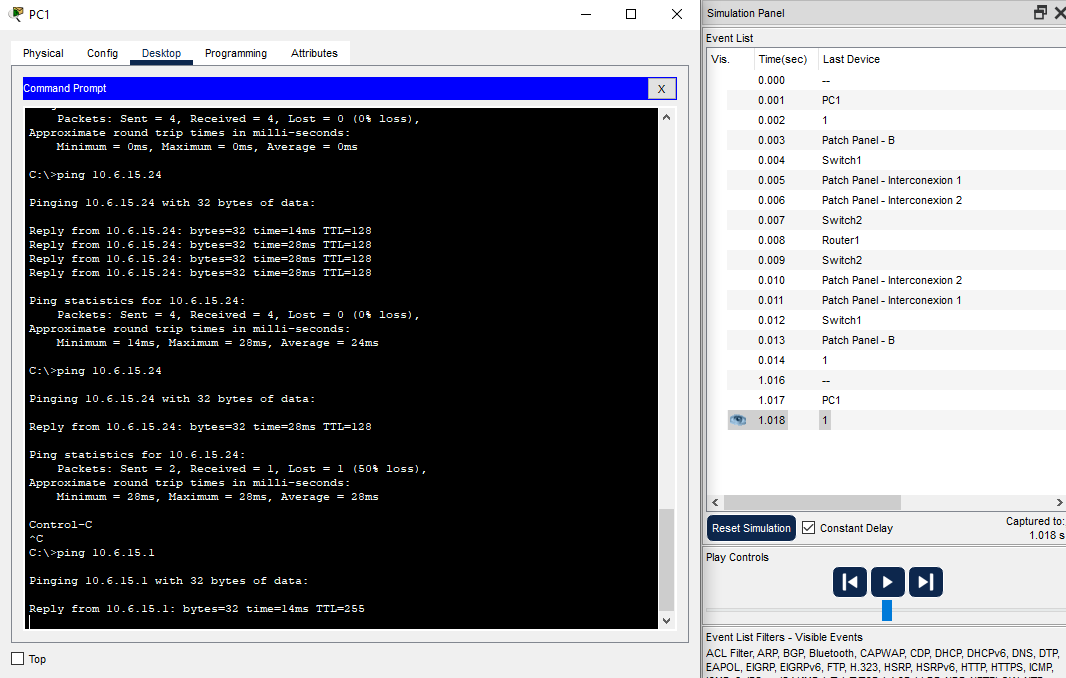 PC1
Physical Config Desktop Programming Attributes
Command Prompt
X
Packets: Sent = 4, Received = 4, Lost = 0 (0% loss),
Approximate round trip times in milli-seconds:
Minimum = 0ms, Maximum = 0ms, Average = 0ms
C:\>ping 10.6.15.24
Pinging 10.6.15.24 with 32 bytes of data:
Reply from 10.6.15.24: bytes=32 time=14ms TTL=128
Reply from 10.6.15.24: bytes=32 time=28ms TTL=128
Reply from 10.6.15.24: bytes=32 time=28ms TTL=128
Reply from 10.6.15.24: bytes=32 time=28ms TTL=128
Ping statistics for 10.6.15.24:
Packets: Sent = 4, Received = 4, Lost = 0 (0% loss),
Approximate round trip times in milli-seconds:
Minimum = 14ms, Maximum = 28ms, Average = 24ms
C:\>ping 10.6.15.24
Pinging 10.6.15.24 with 32 bytes of data:
Reply from 10.6.15.24: bytes=32 time=28ms TTL=128
Ping statistics for 10.6.15.24:
Packets: Sent = 2, Received = 1, Lost = 1 (50% loss),
Approximate round trip times in milli-seconds:
Minimum = 28ms, Maximum = 28ms, Average = 28ms
Control-C
^C
C:\>ping 10.6.15.1
Pinging 10.6.15.1 with 32 bytes of data:
Reply from 10.6.15.1: bytes=32 time=14ms TTL=255
Top
Simulation Panel
Event List
Vis. Time(sec) Last Device
0.000 --
0.001 PC1
0.002 1
0.003 Patch Panel - B
0.004 Switch1
0.005 Patch Panel - Interconexion 1
0.006 Patch Panel - Interconexion 2
0.007 Switch2
0.008 Router1
0.009 Switch2
0.010 Patch Panel - Interconexion 2
0.011 Patch Panel - Interconexion 1
0.012 Switch1
0.013 Patch Panel - B
0.014 1
1.016 --
1.017 PC1
1.018 1
Reset Simulation Constant Delay
Captured to:
1.018 s
Play Controls
Event List Filters - Visible Events
ACL Filter, ARP, BGP, Bluetooth, CAPWAP, CDP, DHCP, DHCPv6, DNS, DTP,
EAPOL, EIGRP, EIGRPv6, FTP, H.323, HSRP, HSRPv6, HTTP, HTTPS, ICMP,